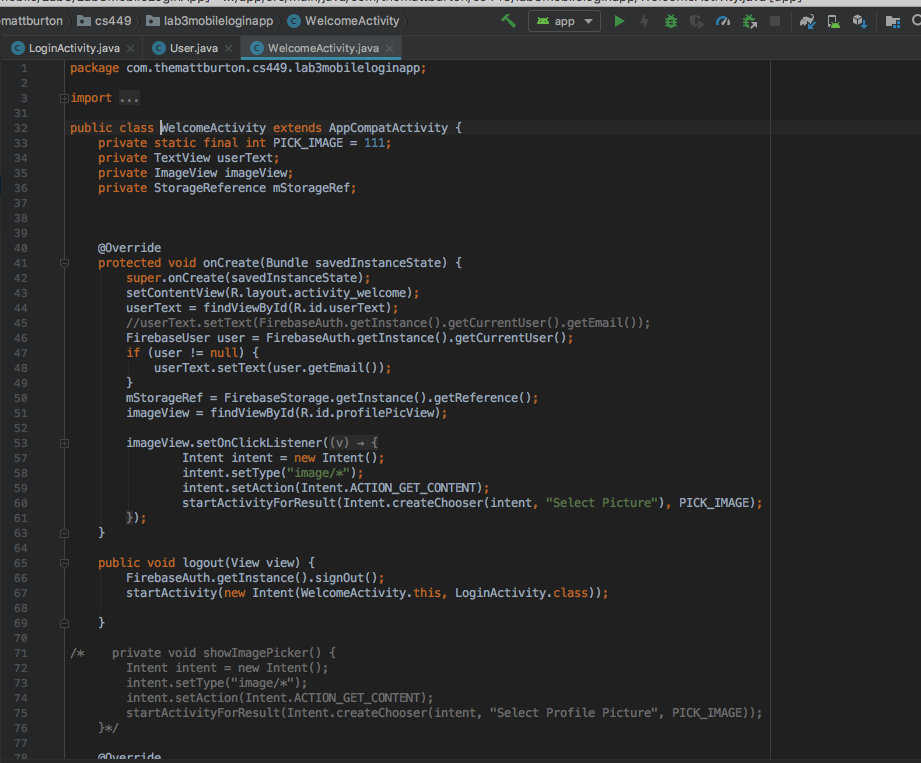 mattburton cs449 lab3mobileloginapp WelcomeActivity app
LoginActivity.java User.java WelcomeActivity.java
1 package com.themattburton.cs449.lab3mobileloginapp;
2
3 import ...
31
32 public class WelcomeActivity extends AppCompatActivity {
33 private static final int PICK_IMAGE = 111;
34 private TextView userText;
35 private ImageView imageView;
36 private StorageReference mStorageRef;
37
38
39
40 @Override
41 protected void onCreate(Bundle savedInstanceState) {
42 super.onCreate(savedInstanceState);
43 setContentView(R.layout.activity_welcome);
44 userText = findViewById(R.id.userText);
45 //userText.setText(FirebaseAuth.getInstance().getCurrentUser().getEmail());
46 FirebaseUser user = FirebaseAuth.getInstance().getCurrentUser();
47 if (user != null) {
48 userText.setText(user.getEmail());
49 }
50 mStorageRef = FirebaseStorage.getInstance().getReference();
51 imageView = findViewById(R.id.profilePicView);
52
53 imageView.setOnClickListener((v) → {
57 Intent intent = new Intent();
58 intent.setType("image/*");
59 intent.setAction(Intent.ACTION_GET_CONTENT);
60 startActivityForResult(Intent.createChooser(intent, "Select Picture"), PICK_IMAGE);
61 });
63 }
64
65 public void logout(View view) {
66 FirebaseAuth.getInstance().signOut();
67 startActivity(new Intent(WelcomeActivity.this, LoginActivity.class));
68
69 }
70
71 /* private void showImagePicker() {
72 Intent intent = new Intent();
73 intent.setType("image/*");
74 intent.setAction(Intent.ACTION_GET_CONTENT);
75 startActivityForResult(Intent.createChooser(intent, "Select Profile Picture", PICK_IMAGE));
76 }*/
77
78 @Override